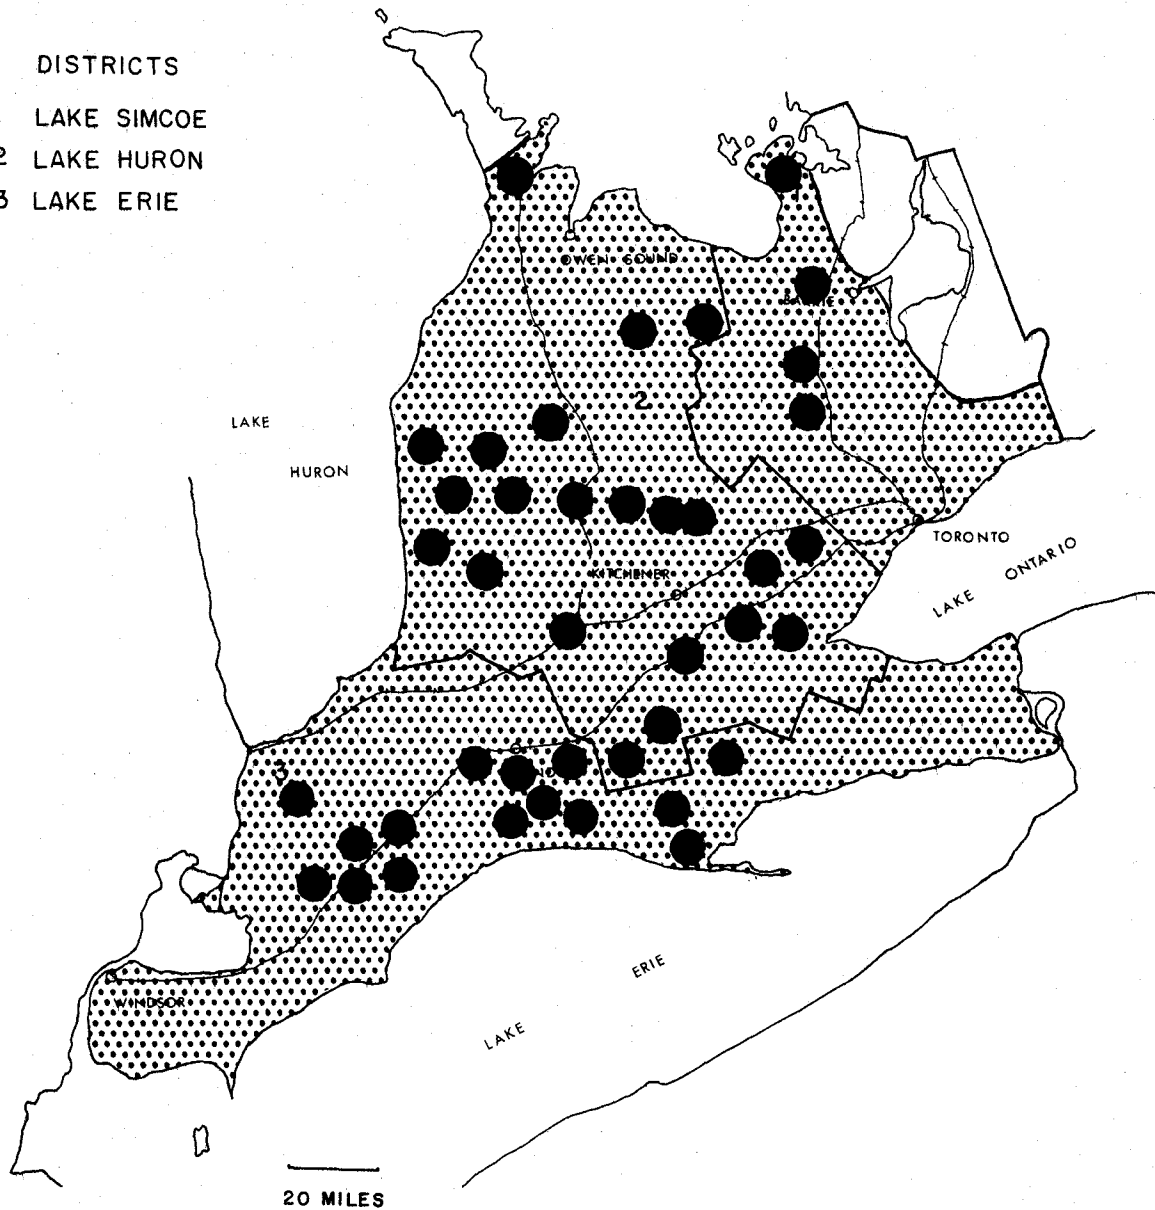 DISTRICTS
LAKE SIMCOE
2 LAKE HURON
3 LAKE ERIE
OWEN SOUND
BARRIE
2
LAKE
HURON
TORONTO
LAKE ONTARIO
KITCHENER
3
WINDSOR
LAKE ERIE
20 MILES